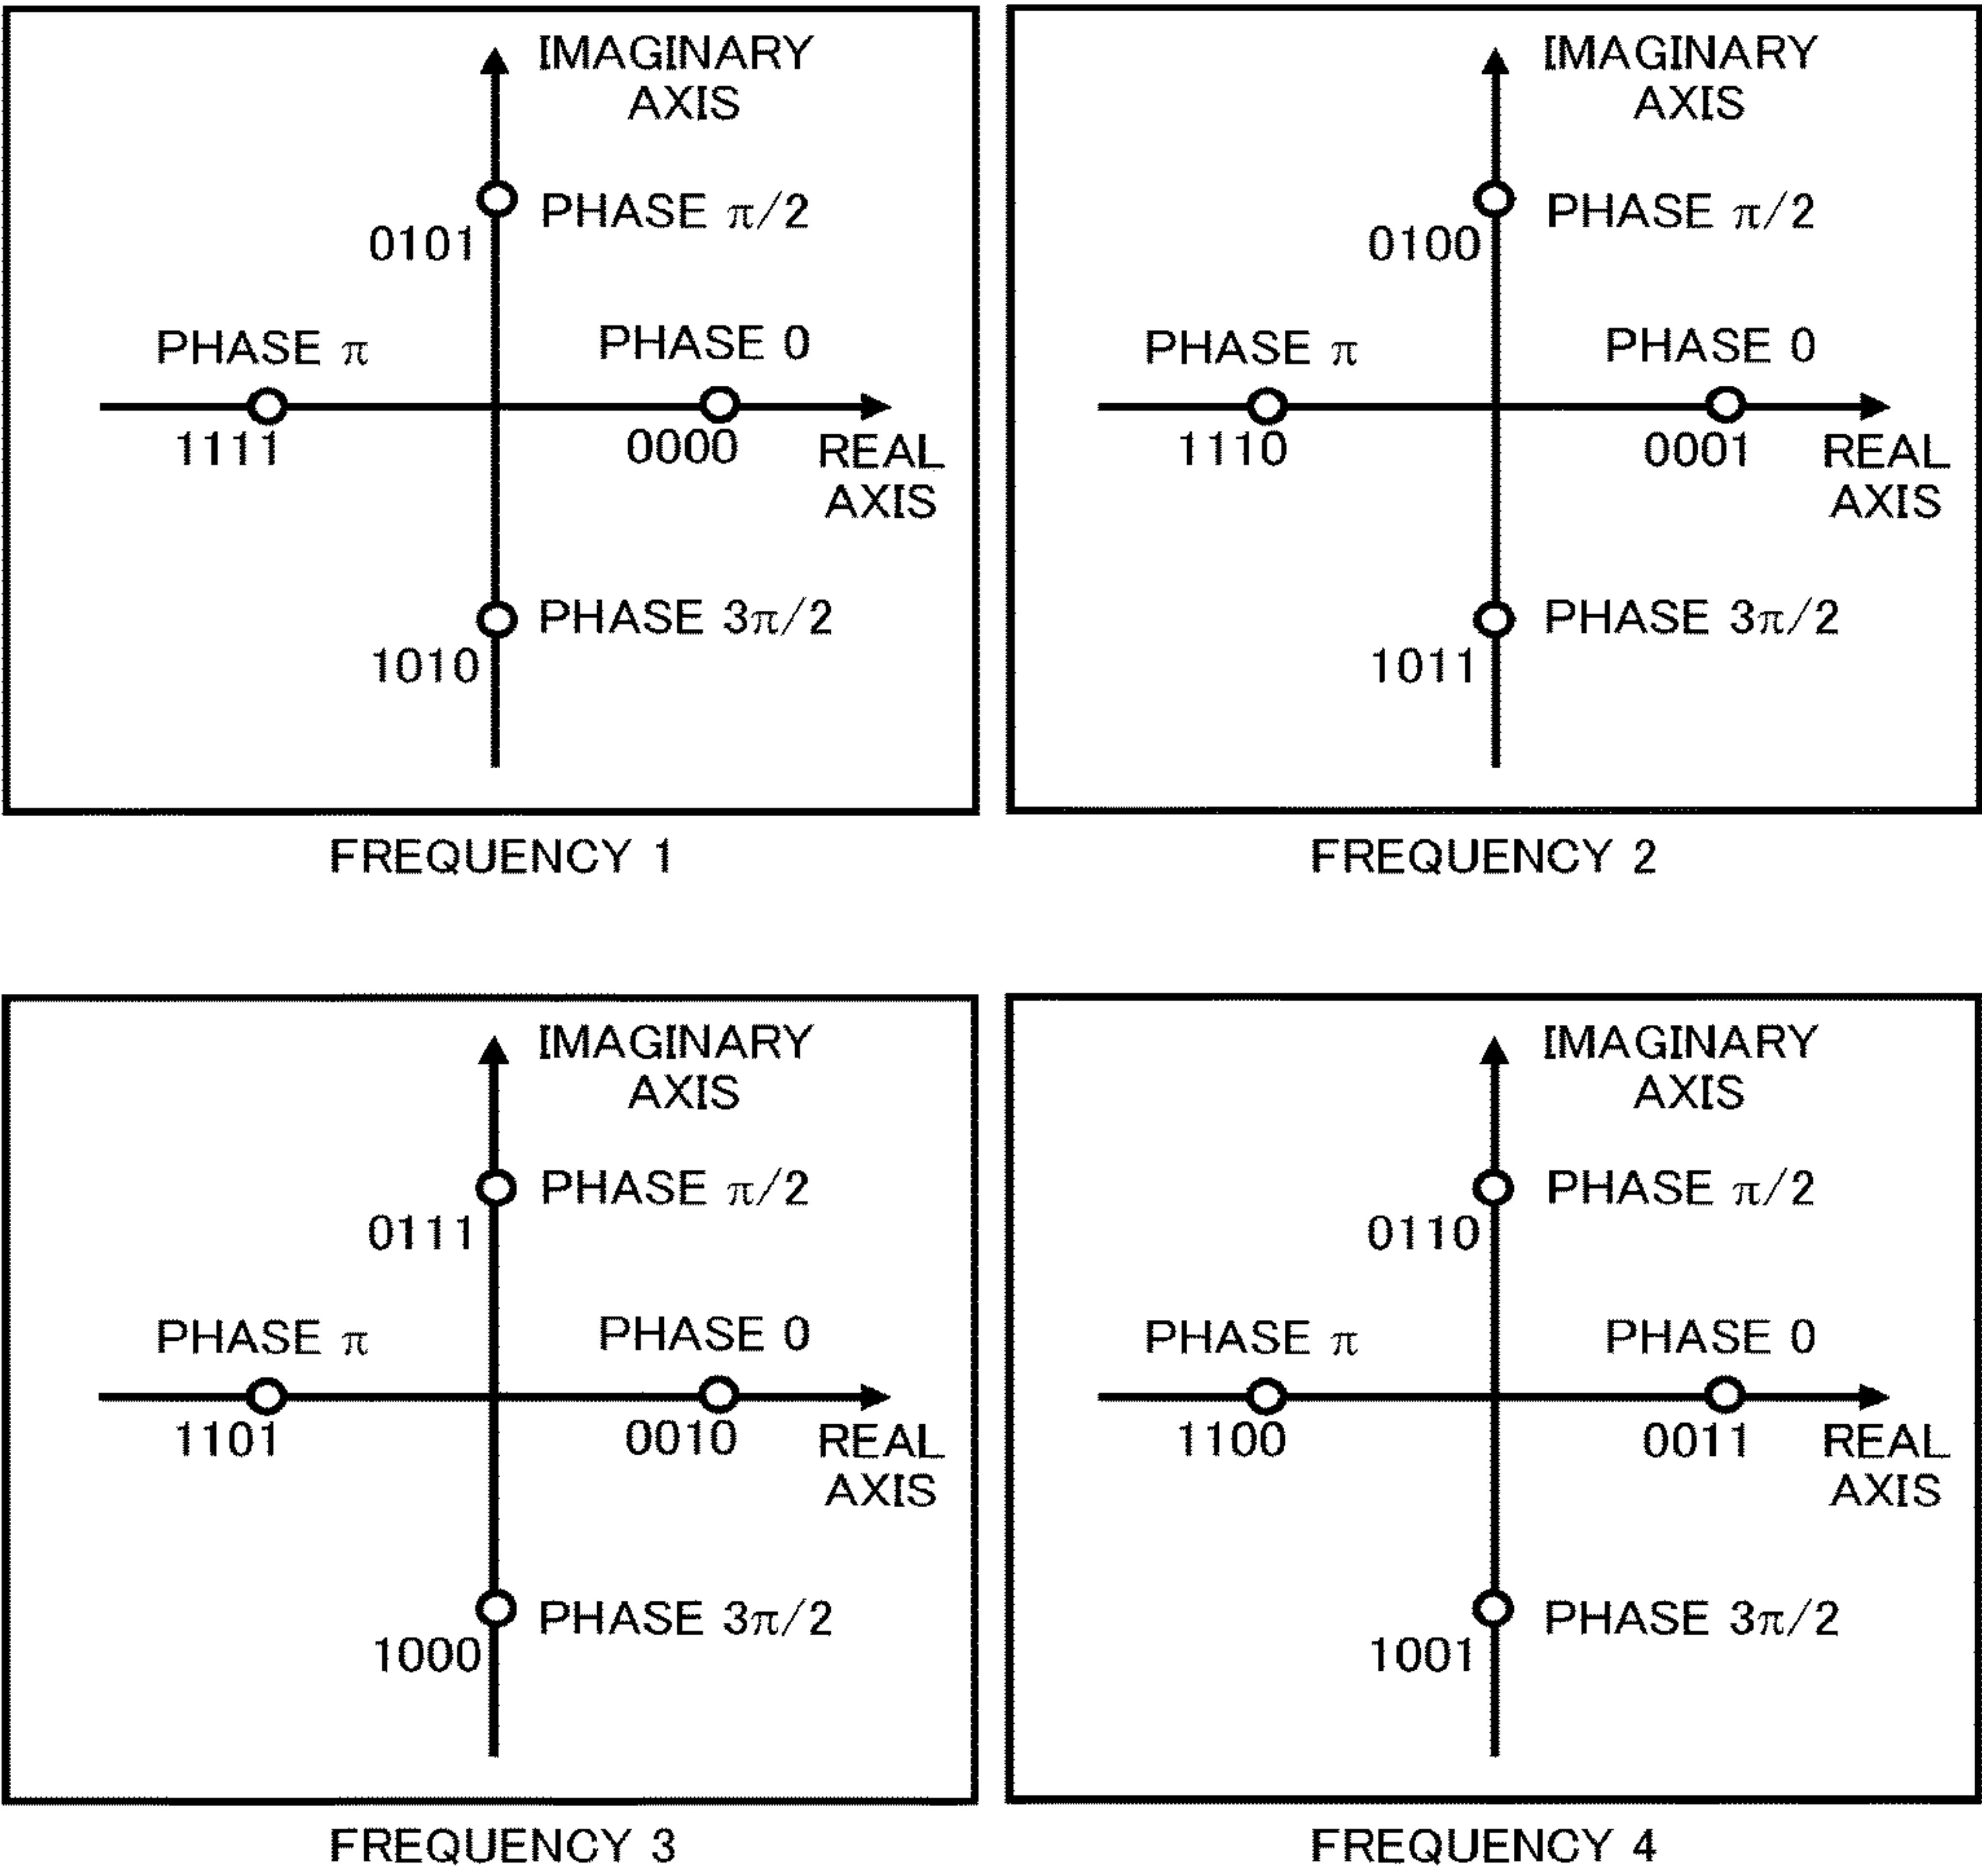 IMAGINARY
AXIS
PHASE π/2
0101
PHASE π
PHASE 0
1111
0000
REAL
AXIS
PHASE 3π/2
1010
FREQUENCY 1
IMAGINARY
AXIS
PHASE π/2
0100
PHASE π
PHASE 0
1110
0001
REAL
AXIS
PHASE 3π/2
1011
FREQUENCY 2
IMAGINARY
AXIS
PHASE π/2
0111
PHASE π
PHASE 0
1101
0010
REAL
AXIS
PHASE 3π/2
1000
FREQUENCY 3
IMAGINARY
AXIS
PHASE π/2
0110
PHASE π
PHASE 0
1100
0011
REAL
AXIS
PHASE 3π/2
1001
FREQUENCY 4